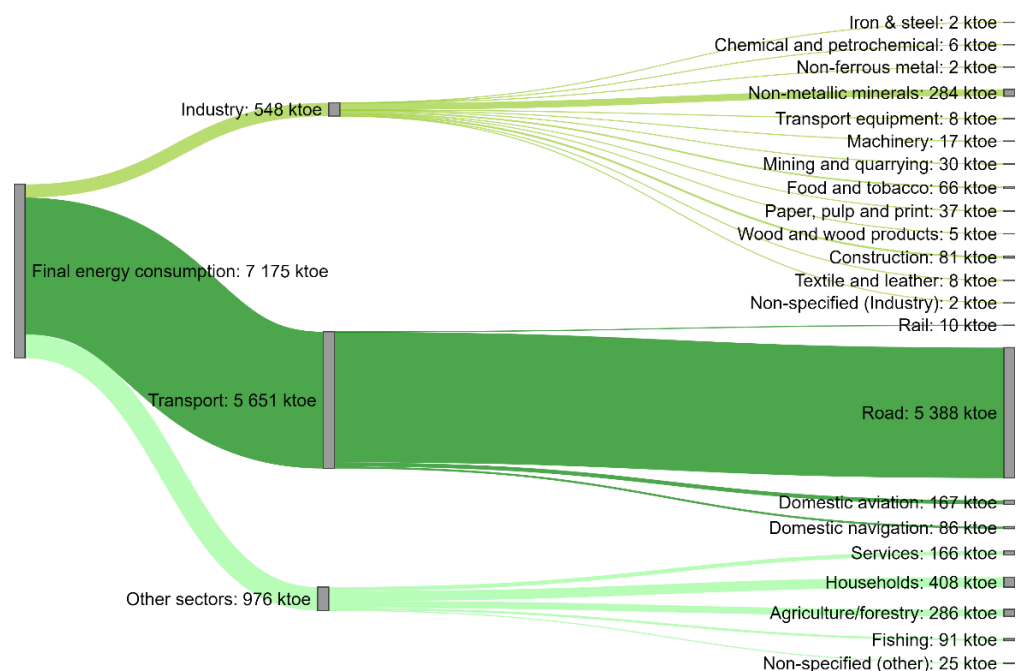 Iron & steel: 2 ktoe
Chemical and petrochemical: 6 ktoe
Non-ferrous metal: 2 ktoe
Non-metallic minerals: 284 ktoe
Industry: 548 ktoe
Transport equipment: 8 ktoe
Machinery: 17 ktoe
Mining and quarrying: 30 ktoe
Food and tobacco: 66 ktoe
Paper, pulp and print: 37 ktoe
Wood and wood products: 5 ktoe
Construction: 81 ktoe
Final energy consumption: 7 175 ktoe
Textile and leather: 8 ktoe
Non-specified (Industry): 2 ktoe
Rail: 10 ktoe
Transport: 5 651 ktoe
Road: 5 388 ktoe
Domestic aviation: 167 ktoe
Domestic navigation: 86 ktoe
Services: 166 ktoe
Households: 408 ktoe
Other sectors: 976 ktoe
Agriculture/forestry: 286 ktoe
Fishing: 91 ktoe
Non-specified (other): 25 ktoe